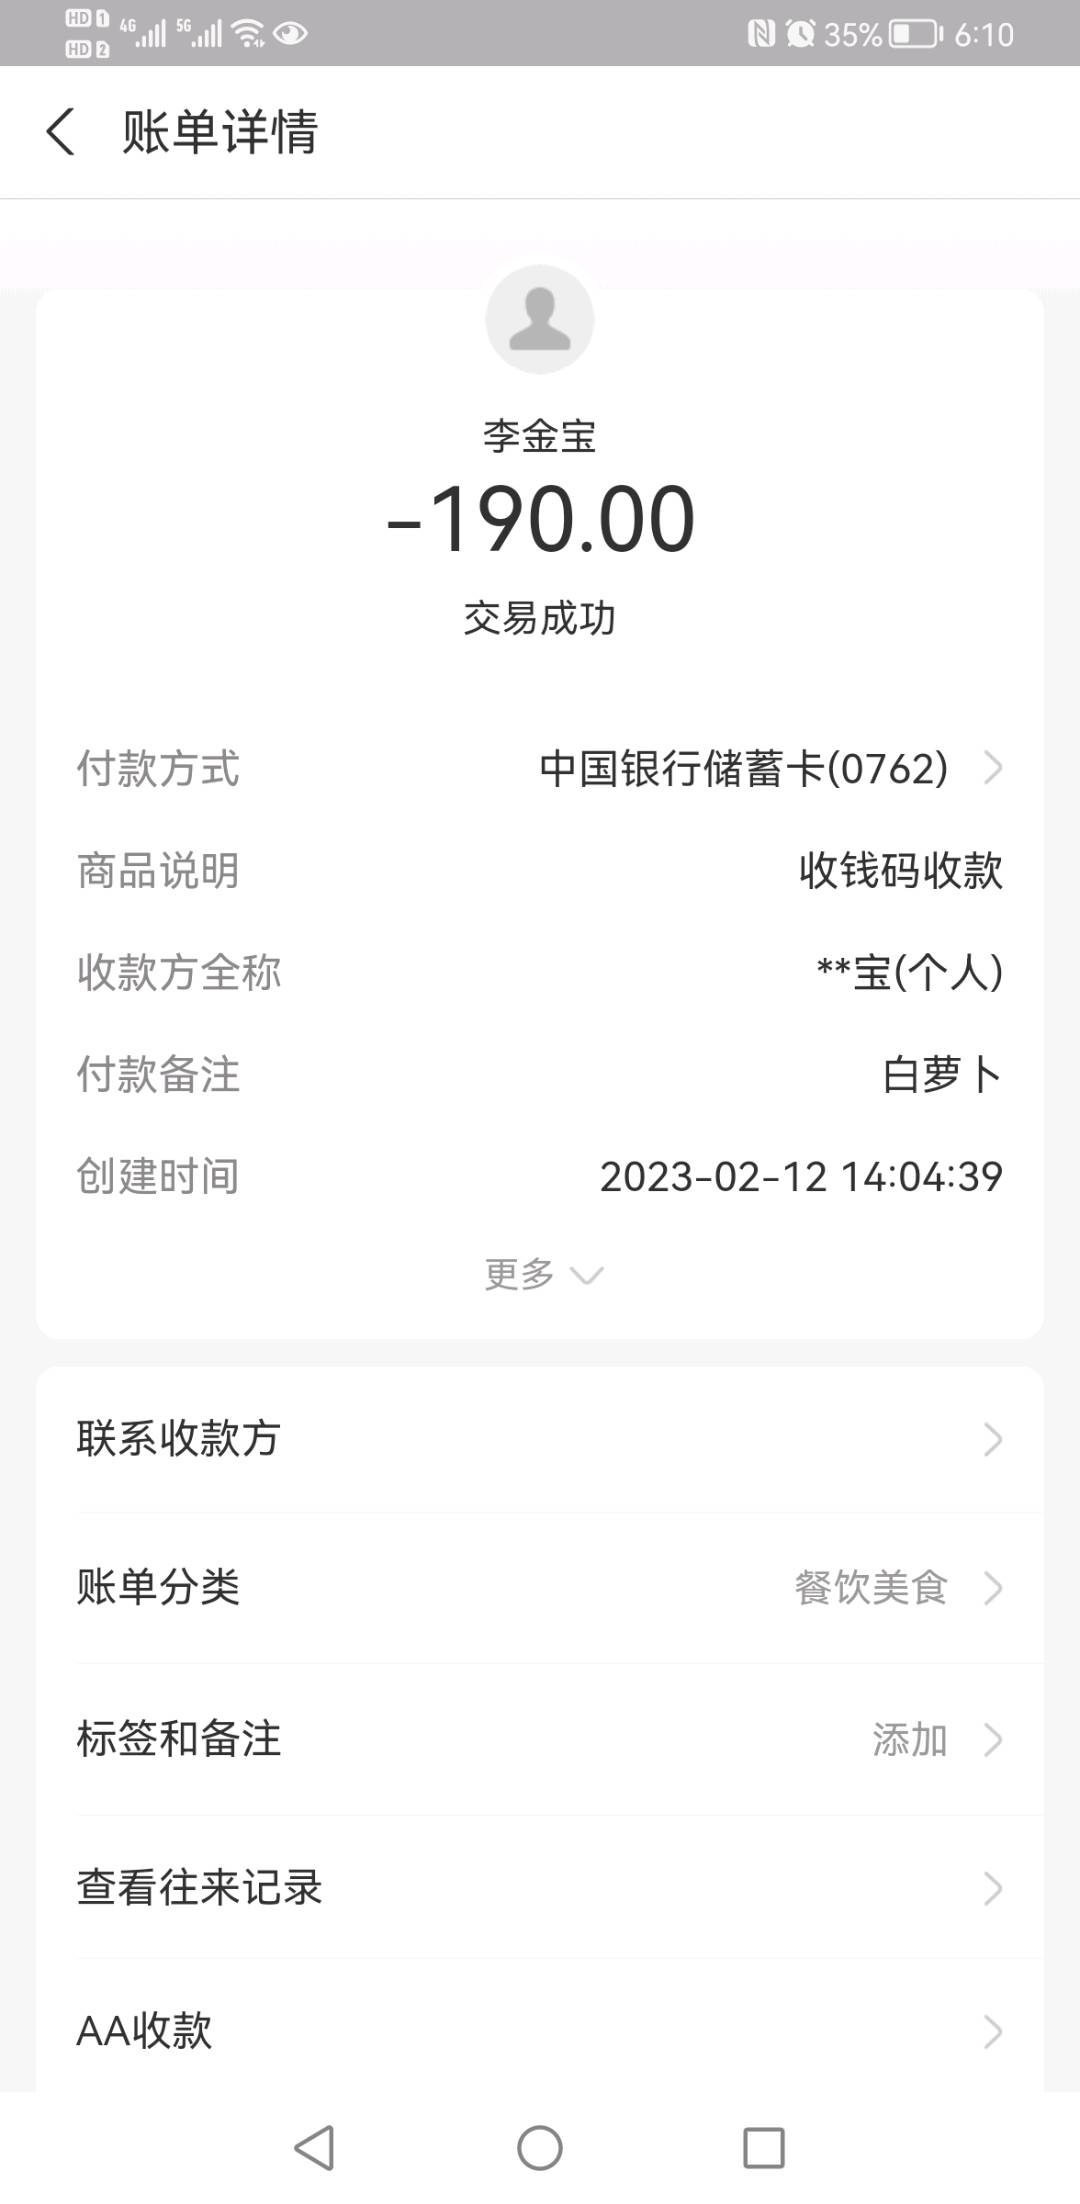 HD 1 4G 5G 35% 6:10
HD 2
账单详情
李金宝
-190.00
交易成功
付款方式 中国银行储蓄卡(0762)
商品说明 收钱码收款
收款方全称 **宝(个人)
付款备注 白萝卜
创建时间 2023-02-12 14:04:39
更多
联系收款方
账单分类 餐饮美食
标签和备注 添加
查看往来记录
AA收款